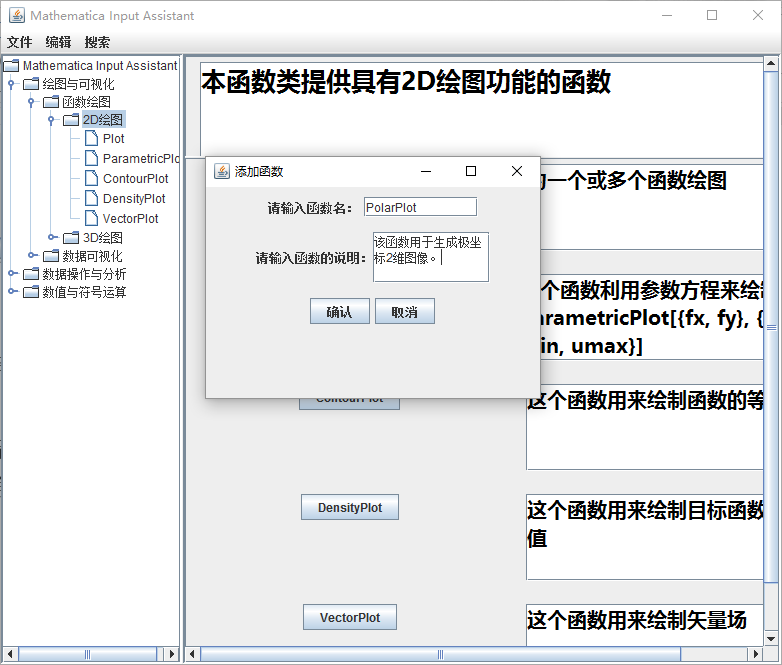 Mathematica Input Assistant
文件 编辑 搜索
Mathematica Input Assistant
绘图与可视化
函数绘图
2D绘图
Plot
ParametricPlo
ContourPlot
DensityPlot
VectorPlot
3D绘图
数据可视化
数据操作与分析
数值与符号运算
本函数类提供具有2D绘图功能的函数
添加函数
请输入函数名: PolarPlot
请输入函数的说明:
该函数用于生成极坐
标2维图像。
确认 取消
一个或多个函数绘图
个函数利用参数方程来绘
arametricPlot[{fx, fy}, {
in, umax}]
ContourPlot
这个函数用来绘制函数的等
DensityPlot
这个函数用来绘制目标函数
值
VectorPlot
这个函数用来绘制矢量场